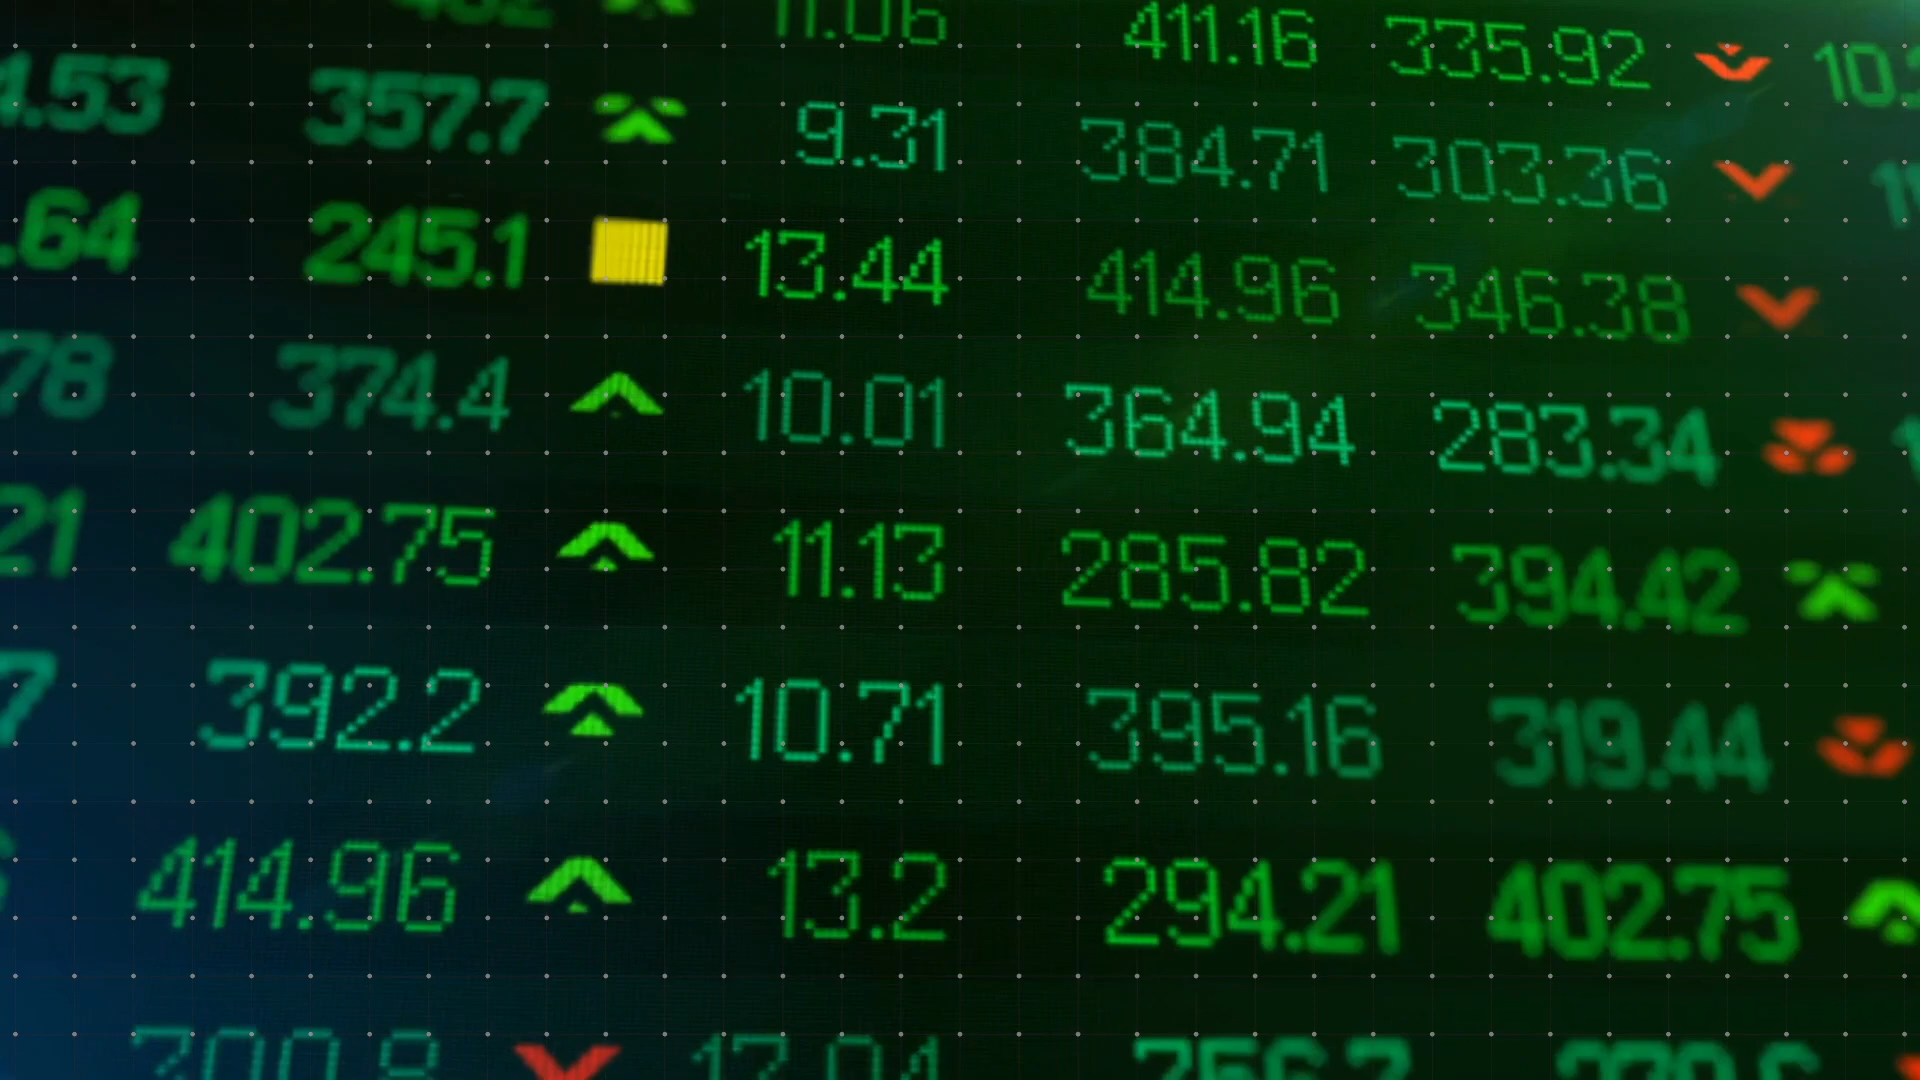 11.06 411.16 335.92
.53 357.7 9.31 384.71 303.36
.64 245.1 13.44 414.96 346.38
78 374.4 10.01 364.94 283.34
21 402.75 11.13 285.82 394.42
7 392.2 10.71 395.16 319.44
414.96 13.2 294.21 402.75